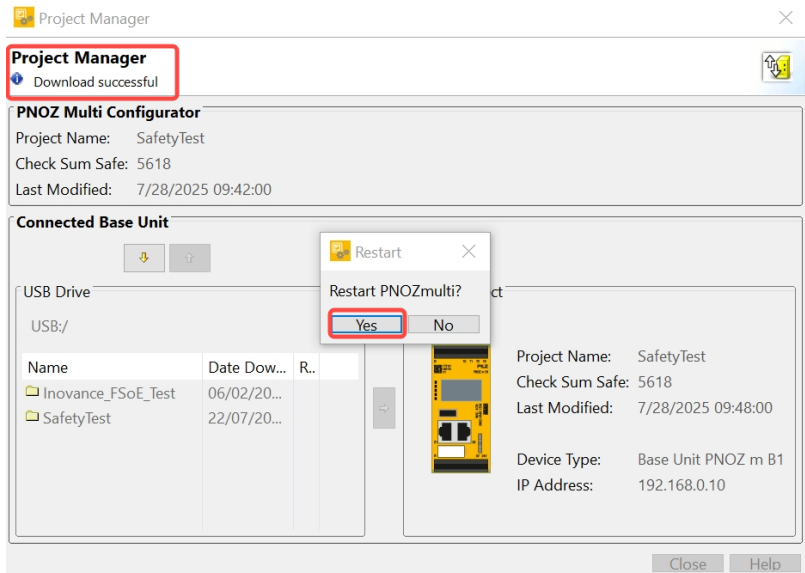 Project Manager
Project Manager
Download successful
PNOZ Multi Configurator
Project Name: SafetyTest
Check Sum Safe: 5618
Last Modified: 7/28/2025 09:42:00
Connected Base Unit
Restart
Restart PNOZmulti?
Yes No
USB Drive
ct
USB:/
Name Date Dow... R..
Inovance_FSoE_Test 06/02/20...
SafetyTest 22/07/20...
PILZ
Project Name: SafetyTest
Check Sum Safe: 5618
Last Modified: 7/28/2025 09:48:00
Device Type: Base Unit PNOZ m B1
IP Address: 192.168.0.10
Close Help